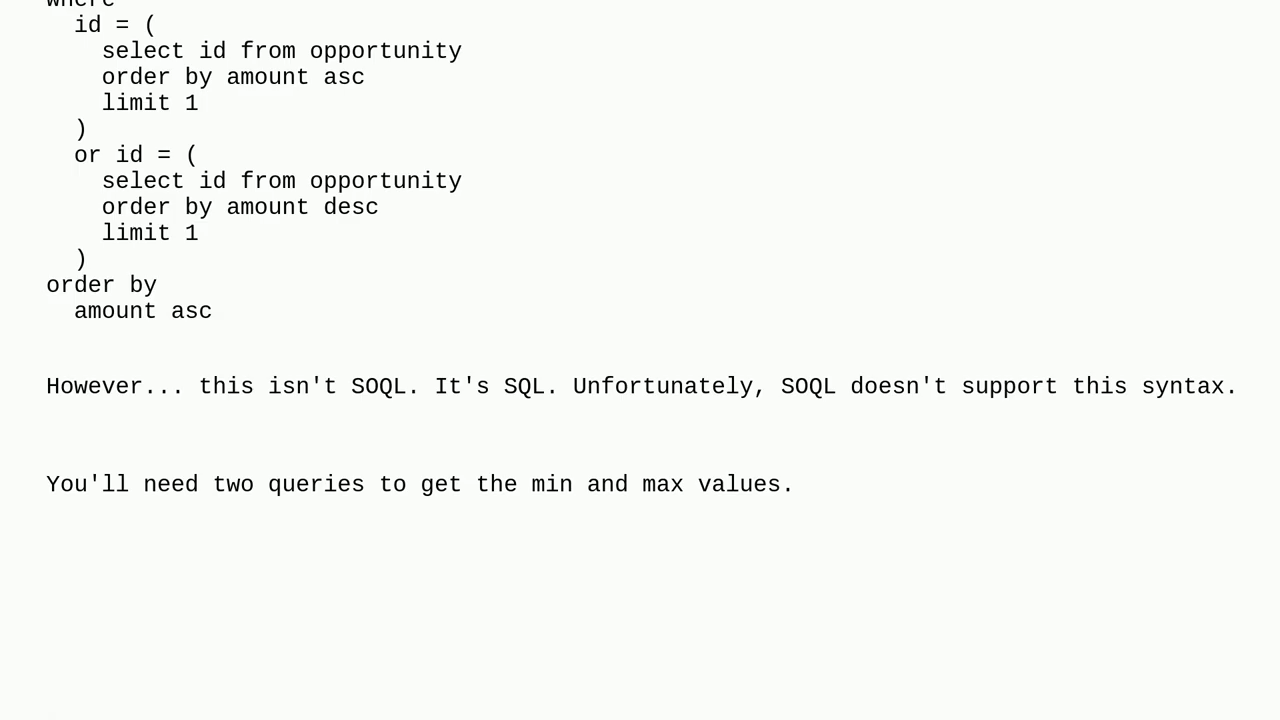 where
id = (
select id from opportunity
order by amount asc
limit 1
)
or id = (
select id from opportunity
order by amount desc
limit 1
)
order by
amount asc
However... this isn't SOQL. It's SQL. Unfortunately, SOQL doesn't support this syntax.
You'll need two queries to get the min and max values.